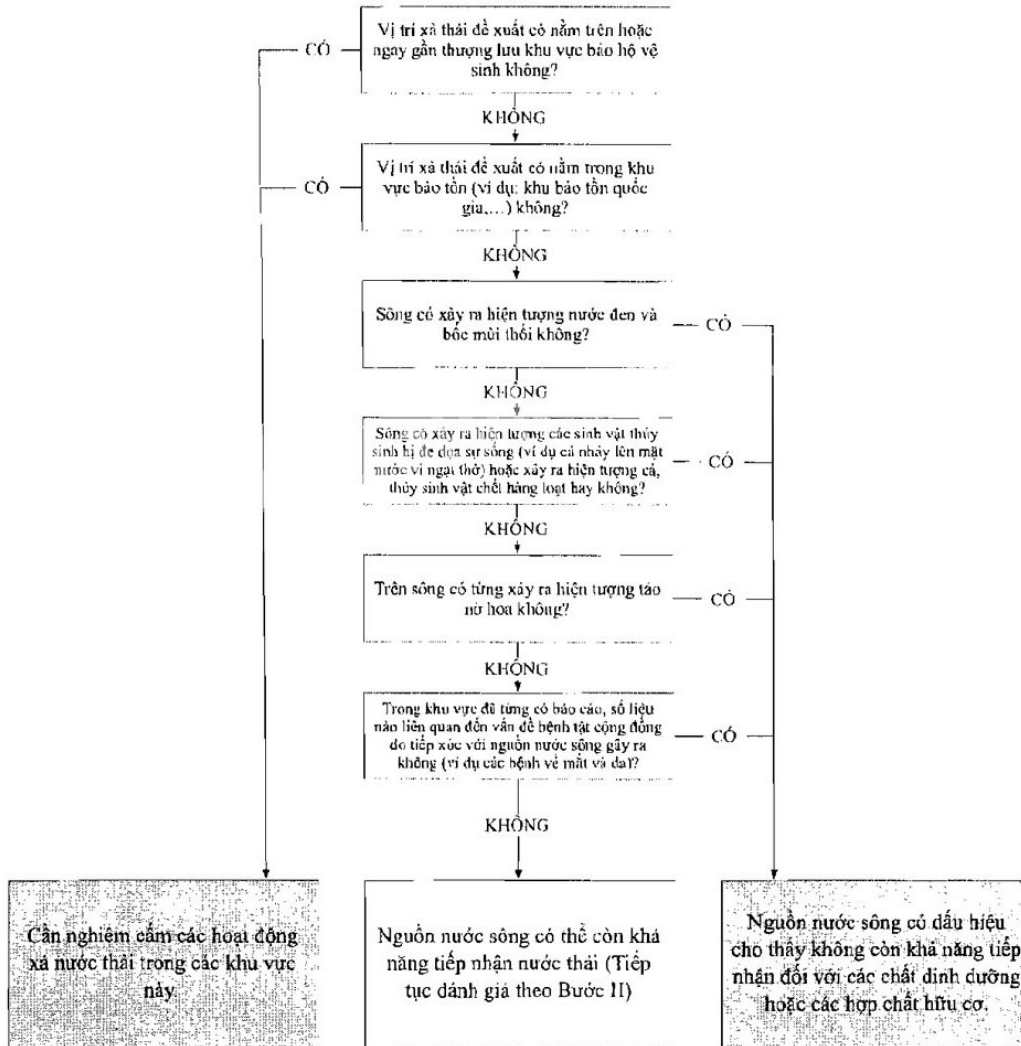 Vị trí xả thải đề xuất có nằm trên hoặc
ngay gần thượng lưu khu vực bảo hộ vệ
sinh không?
CÓ
KHÔNG
Vị trí xả thải đề xuất có nằm trong khu
vực bảo tồn (ví dụ: khu bảo tồn quốc
gia,...) không?
CÓ
KHÔNG
Sông có xảy ra hiện tượng nước đen và
bốc mùi thối không?
CÓ
KHÔNG
Sông có xảy ra hiện tượng các sinh vật thủy
sinh bị đe dọa sự sống (ví dụ cá nhảy lên mặt
nước vì ngạt thở) hoặc xảy ra hiện tượng cá,
thủy sinh vật chết hàng loạt hay không?
CÓ
KHÔNG
Trên sông có từng xảy ra hiện tượng tảo
nở hoa không?
CÓ
KHÔNG
Trong khu vực đã từng có báo cáo, số liệu
nào liên quan đến vấn đề bệnh tật cộng đồng
do tiếp xúc với nguồn nước sông gây ra
không (ví dụ các bệnh về mắt và da)?
CÓ
KHÔNG
Cần nghiêm cấm các hoạt động
xả nước thải trong các khu vực
này.
Nguồn nước sông có thể còn khả
năng tiếp nhận nước thải (Tiếp
tục đánh giá theo Bước II)
Nguồn nước sông có dấu hiệu
cho thấy không còn khả năng tiếp
nhận đối với các chất dinh dưỡng
hoặc các hợp chất hữu cơ.